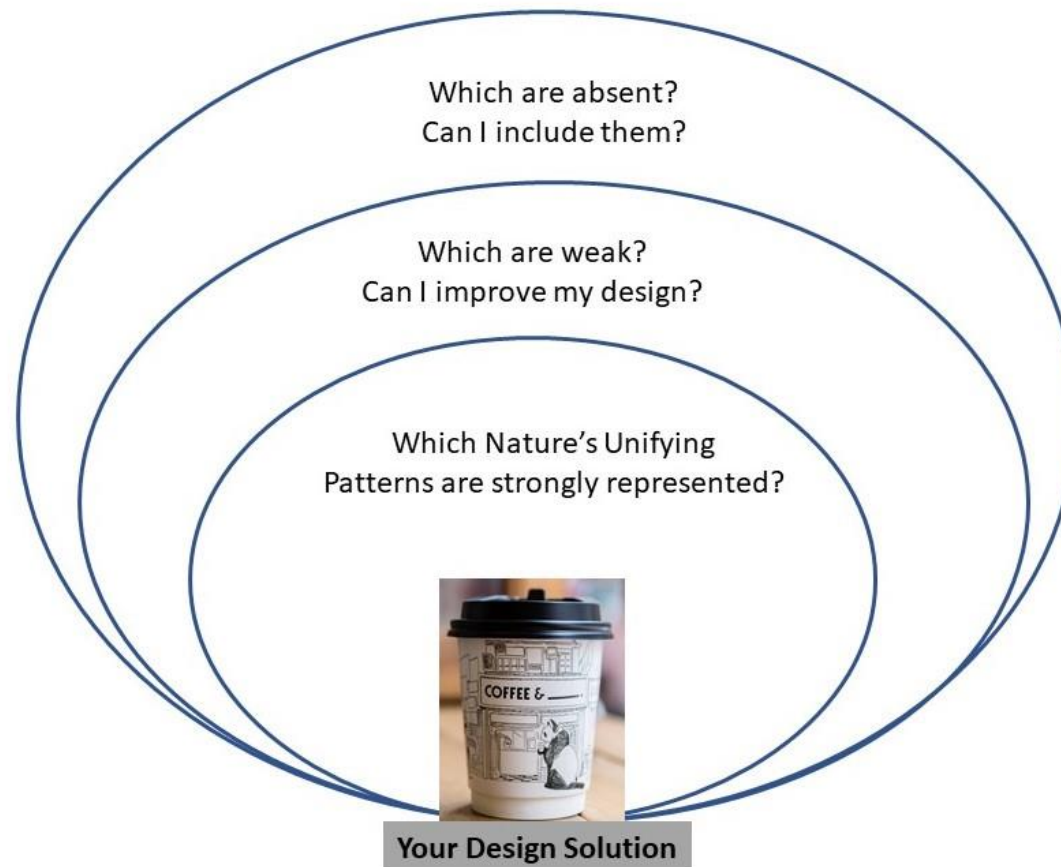 Which are absent?
Can I include them?
Which are weak?
Can I improve my design?
Which Nature's Unifying
Patterns are strongly represented?
COFFEE & ____.
Your Design Solution